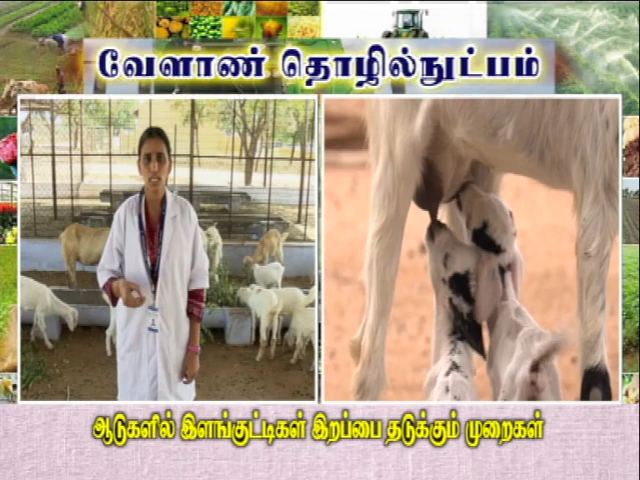 வேளாண் தொழில்நுட்பம்
ஆடுகளில் இளங்குட்டிகள் இறப்பை தடுக்கும் முறைகள்